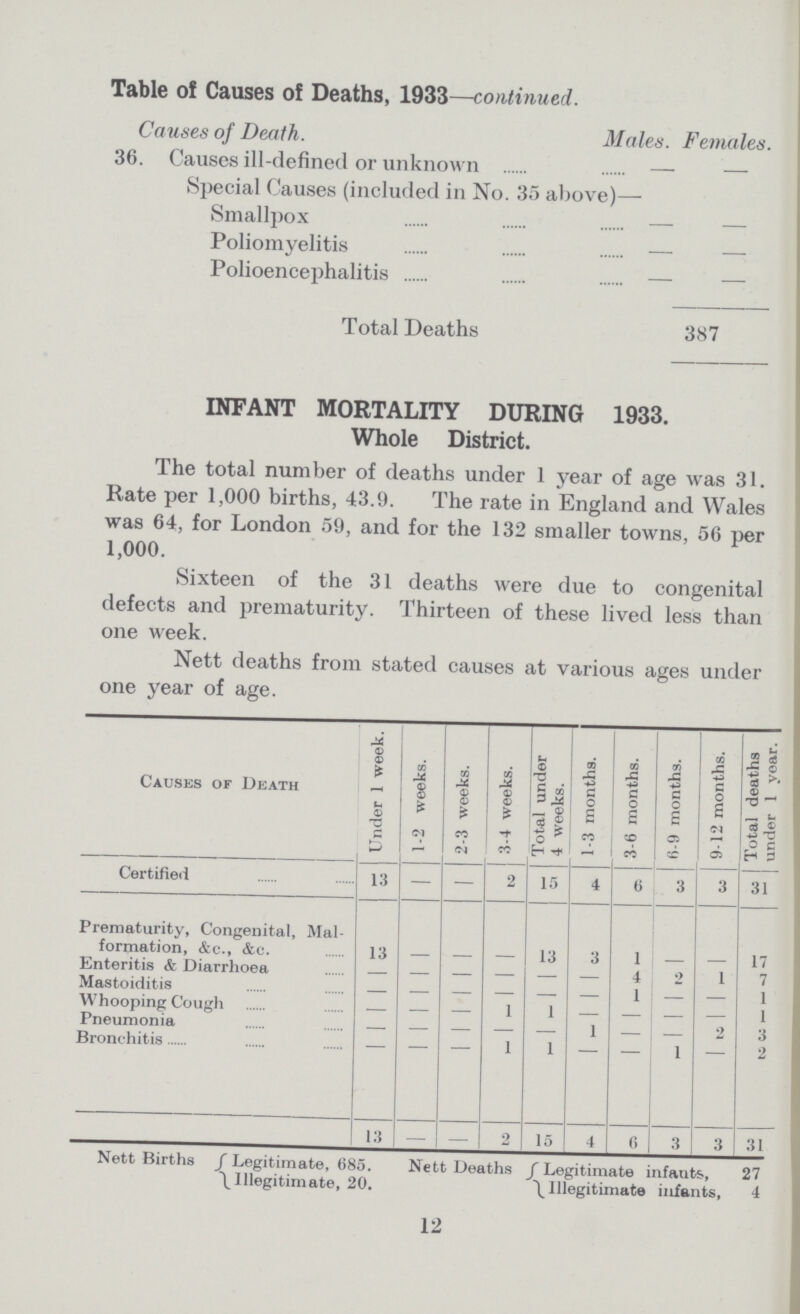 Table of Causes of Deaths, 1933—continued.
Causes of Death. Males. Females.
36. Causes ill-defined or unknown ...... ...... — —
Special Causes (included in No. 35 above)—
Smallpox ...... ...... ...... — —
Poliomyelitis ...... ...... ...... — —
Polioencephalitis ...... ...... ...... — —
Total Deaths 387
INFANT MORTALITY DURING 1933.
Whole District.
The total number of deaths under 1 year of age was 31.
Rate per 1,000 births, 43.9. The rate in England and Wales
was 64, for London 59, and for the 132 smaller towns, 56 per
1,000.
Sixteen of the 31 deaths were due to congenital
defects and prematurity. Thirteen of these lived less than
one week.
Nett deaths from stated causes at various ages under
one year of age.
Causes of Death | Under 1 week. | 1-2 weeks. | 2-3 weeks. | 3-4 weeks. | Total under 4 weeks. | 1-3 months. | 3-6 months. | 6-9 months. | 9-12 months. | Total deaths under 1 year.
Certified ...... ...... 13 — — 2 15 4 6 3 3 31
Prematurity, Congenital, Mal-
formation, &c., &c. ...... 13 — — — 13 3 1 — — 17
Enteritis & Diarrhoea ...... — — — — — — 4 2 1 7
Mastoiditis ...... ...... — — — — — — 1 — — 1
Whooping Cough ...... ...... — — — 1 1 — — — — 1
Pneumonia ...... ...... — — — — — 1 — — 2 3
Bronchitis ...... ...... ...... — — — 1 1 — — 1 — 2
13 — — 2 15 4 6 3 3 31
Nett Births { Legitimate, 685. Nett Deaths { Legitimate infants, 27
Illegitimate, 20. Illegitimate infants, 4
12